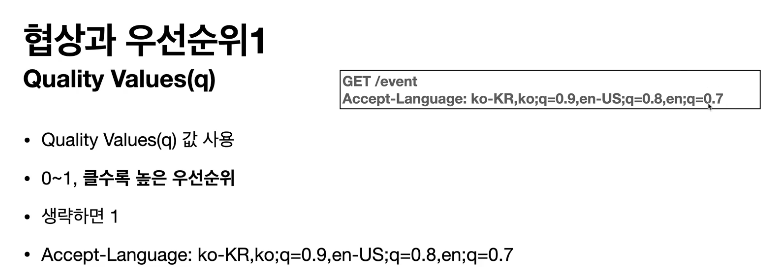 협상과 우선순위1
Quality Values(q)
GET /event
Accept-Language: ko-KR,ko;q=0.9,en-US;q=0.8,en;q=0.7
• Quality Values(q) 값 사용
• 0~1, 클수록 높은 우선순위
• 생략하면 1
• Accept-Language: ko-KR,ko;q=0.9,en-US;q=0.8,en;q=0.7